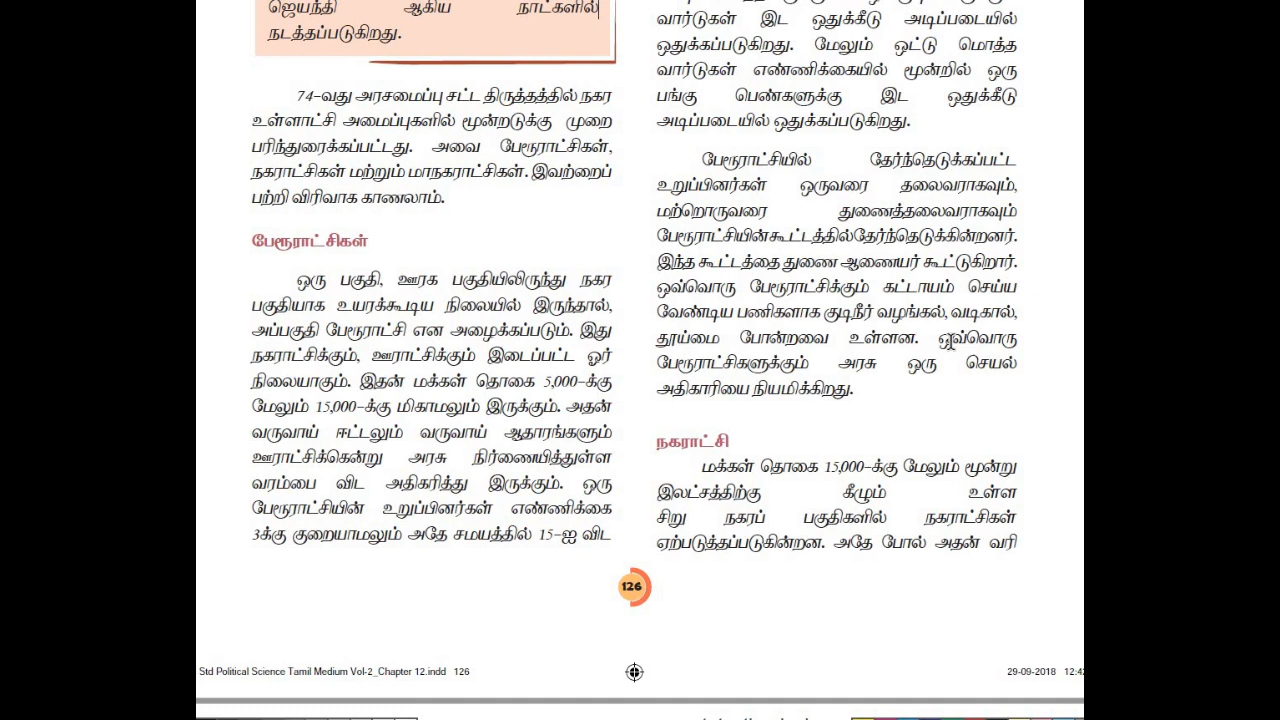 ஜெயந்தி ஆகிய நாட்களில்
நடத்தப்படுகிறது.
74-வது அரசமைப்பு சட்ட திருத்தத்தில் நகர
உள்ளாட்சி அமைப்புகளில் மூன்றடுக்கு முறை
பரிந்துரைக்கப்பட்டது. அவை பேரூராட்சிகள்,
நகராட்சிகள் மற்றும் மாநகராட்சிகள். இவற்றைப்
பற்றி விரிவாக காணலாம்.
பேரூராட்சிகள்
ஒரு பகுதி, ஊரக பகுதியிலிருந்து நகர
பகுதியாக உயரக்கூடிய நிலையில் இருந்தால்,
அப்பகுதி பேரூராட்சி என அழைக்கப்படும். இது
நகராட்சிக்கும், ஊராட்சிக்கும் இடைப்பட்ட ஓர்
நிலையாகும். இதன் மக்கள் தொகை 5,000-க்கு
மேலும் 15,000-க்கு மிகாமலும் இருக்கும். அதன்
வருவாய் ஈட்டலும் வருவாய் ஆதாரங்களும்
ஊராட்சிக்கென்று அரசு நிர்ணையித்துள்ள
வரம்பை விட அதிகரித்து இருக்கும். ஒரு
பேரூராட்சியின் உறுப்பினர்கள் எண்ணிக்கை
3க்கு குறையாமலும் அதே சமயத்தில் 15-ஐ விட
வார்டுகள் இட ஒதுக்கீடு அடிப்படையில்
ஒதுக்கப்படுகிறது. மேலும் ஒட்டு மொத்த
வார்டுகள் எண்ணிக்கையில் மூன்றில் ஒரு
பங்கு பெண்களுக்கு இட ஒதுக்கீடு
அடிப்படையில் ஒதுக்கப்படுகிறது.
பேரூராட்சியில் தேர்ந்தெடுக்கப்பட்ட
உறுப்பினர்கள் ஒருவரை தலைவராகவும்,
மற்றொருவரை துணைத்தலைவராகவும்
பேரூராட்சியின் கூட்டத்தில் தேர்ந்தெடுக்கின்றனர்.
இந்த கூட்டத்தை துணை ஆணையர் கூட்டுகிறார்.
ஒவ்வொரு பேரூராட்சிக்கும் கட்டாயம் செய்ய
வேண்டிய பணிகளாக குடிநீர் வழங்கல், வடிகால்,
தூய்மை போன்றவை உள்ளன. ஒவ்வொரு
பேரூராட்சிகளுக்கும் அரசு ஒரு செயல்
அதிகாரியை நியமிக்கிறது.
நகராட்சி
மக்கள் தொகை 15,000-க்கு மேலும் மூன்று
இலட்சத்திற்கு கீழும் உள்ள
சிறு நகரப் பகுதிகளில் நகராட்சிகள்
ஏற்படுத்தப்படுகின்றன. அதே போல் அதன் வரி
126
Std Political Science Tamil Medium Vol-2_Chapter 12.indd 126
29-09-2018 12:42